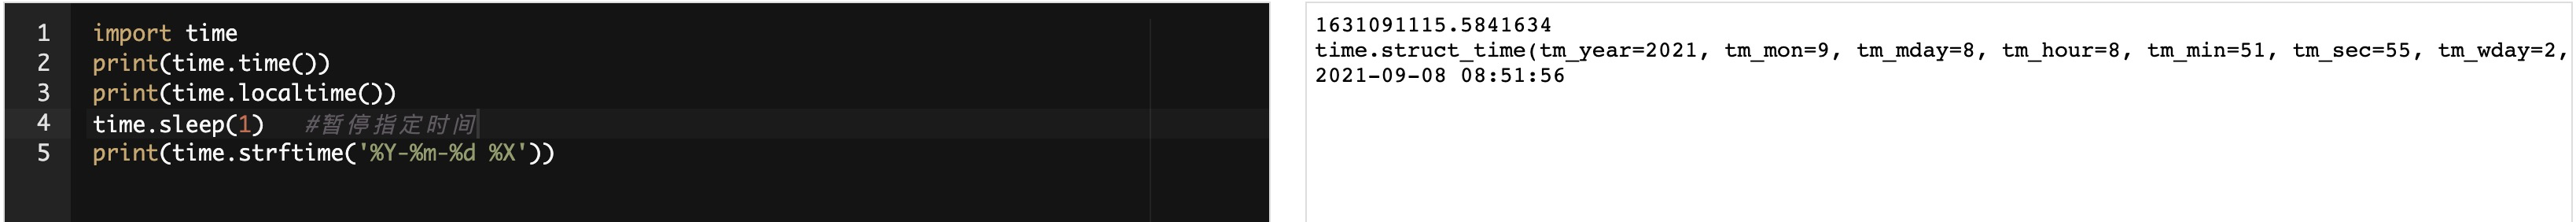 1 import time
2 print(time.time())
3 print(time.localtime())
4 time.sleep(1)   #暂停指定时间
5 print(time.strftime('%Y-%m-%d %X'))
1631091115.5841634
time.struct_time(tm_year=2021, tm_mon=9, tm_mday=8, tm_hour=8, tm_min=51, tm_sec=55, tm_wday=2,
2021-09-08 08:51:56